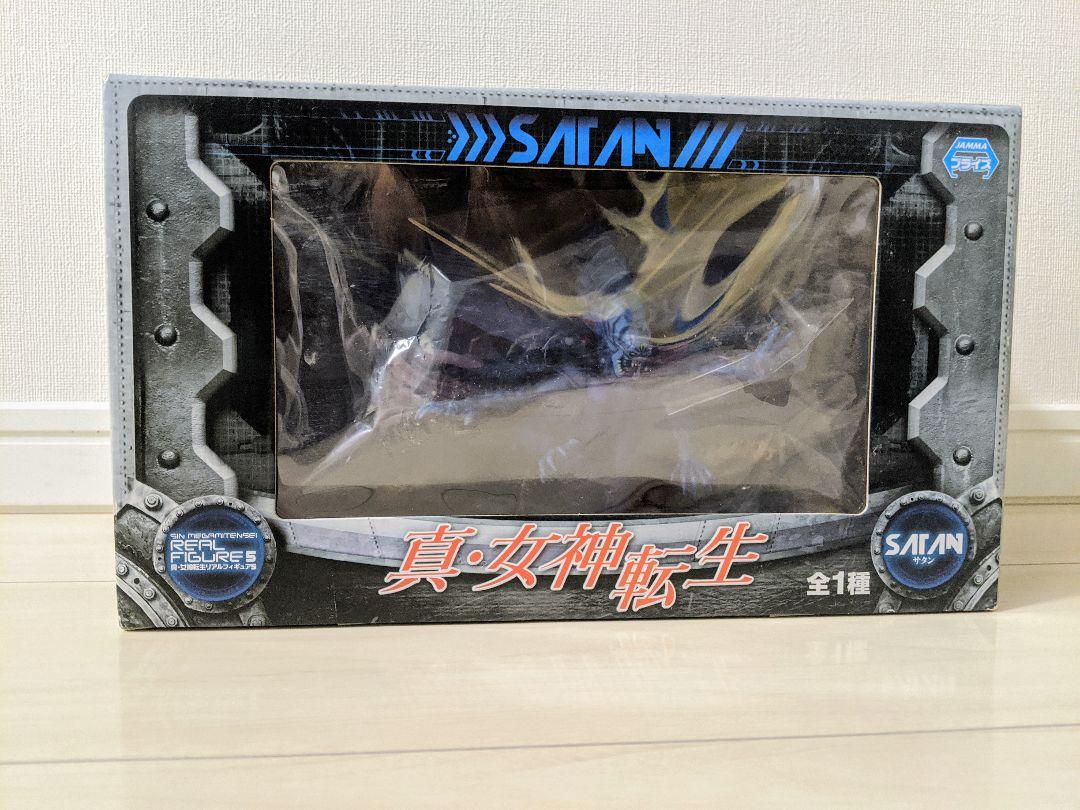 SATAN
JAMMA
プライズ
SIN MEGAMITENSEI
REAL
FIGURE 5
真・女神転生リアルフィギュア5
真・女神転生
全1種
SATAN
サタン